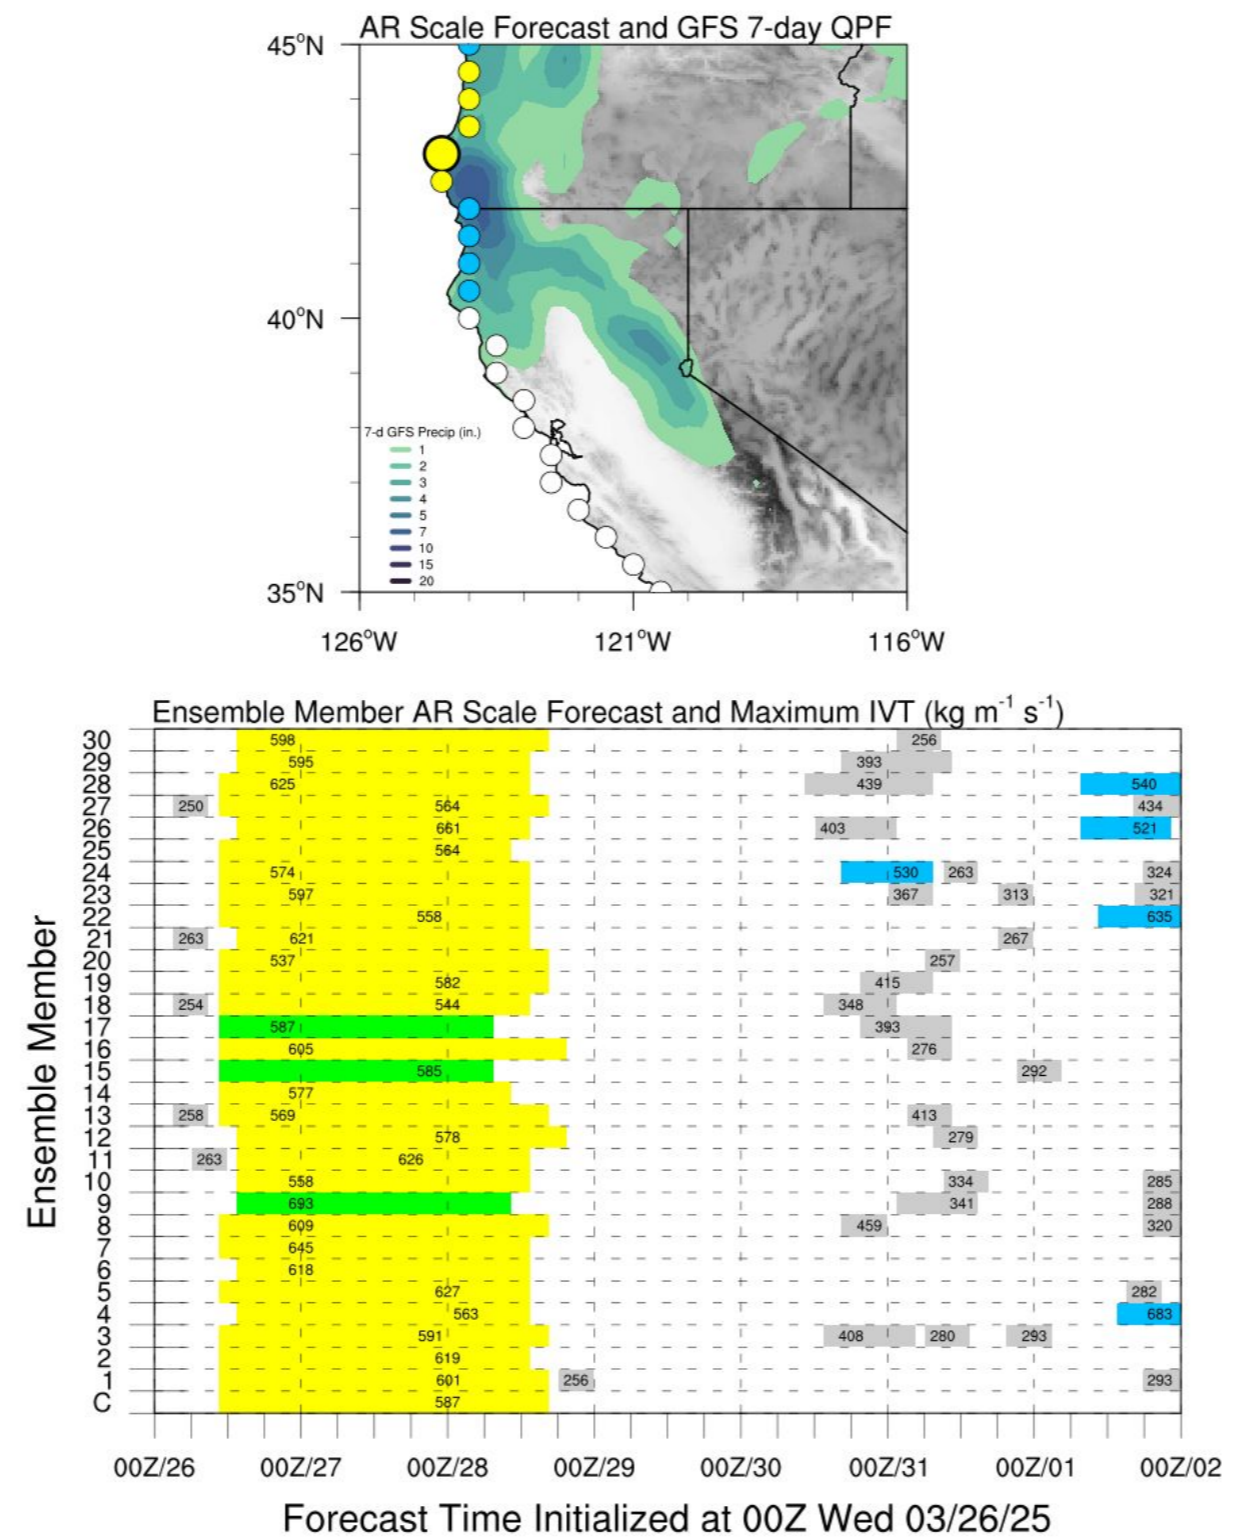 AR Scale Forecast and GFS 7-day QPF
45°N
40°N
35°N
7-d GFS Precip (in.)
1
2
3
4
5
7
10
15
20
126°W 121°W 116°W
Ensemble Member AR Scale Forecast and Maximum IVT (kg m⁻¹ s⁻¹)
Ensemble Member
30 598 256
29 595 393
28 625 439 540
27 250 564 434
26 661 403 521
25 564
24 574 530 263 324
23 597 367 313 321
22 558 635
21 263 621 267
20 537 257
19 582 415
18 254 544 348
17 587 393
16 605 276
15 585 292
14 577
13 258 569 413
12 578 279
11 263 626
10 558 334 285
9 693 341 288
8 609 459 320
7 645
6 618
5 627 282
4 563 683
3 591 408 280 293
2 619
1 601 256 293
C 587
00Z/26 00Z/27 00Z/28 00Z/29 00Z/30 00Z/31 00Z/01 00Z/02
Forecast Time Initialized at 00Z Wed 03/26/25